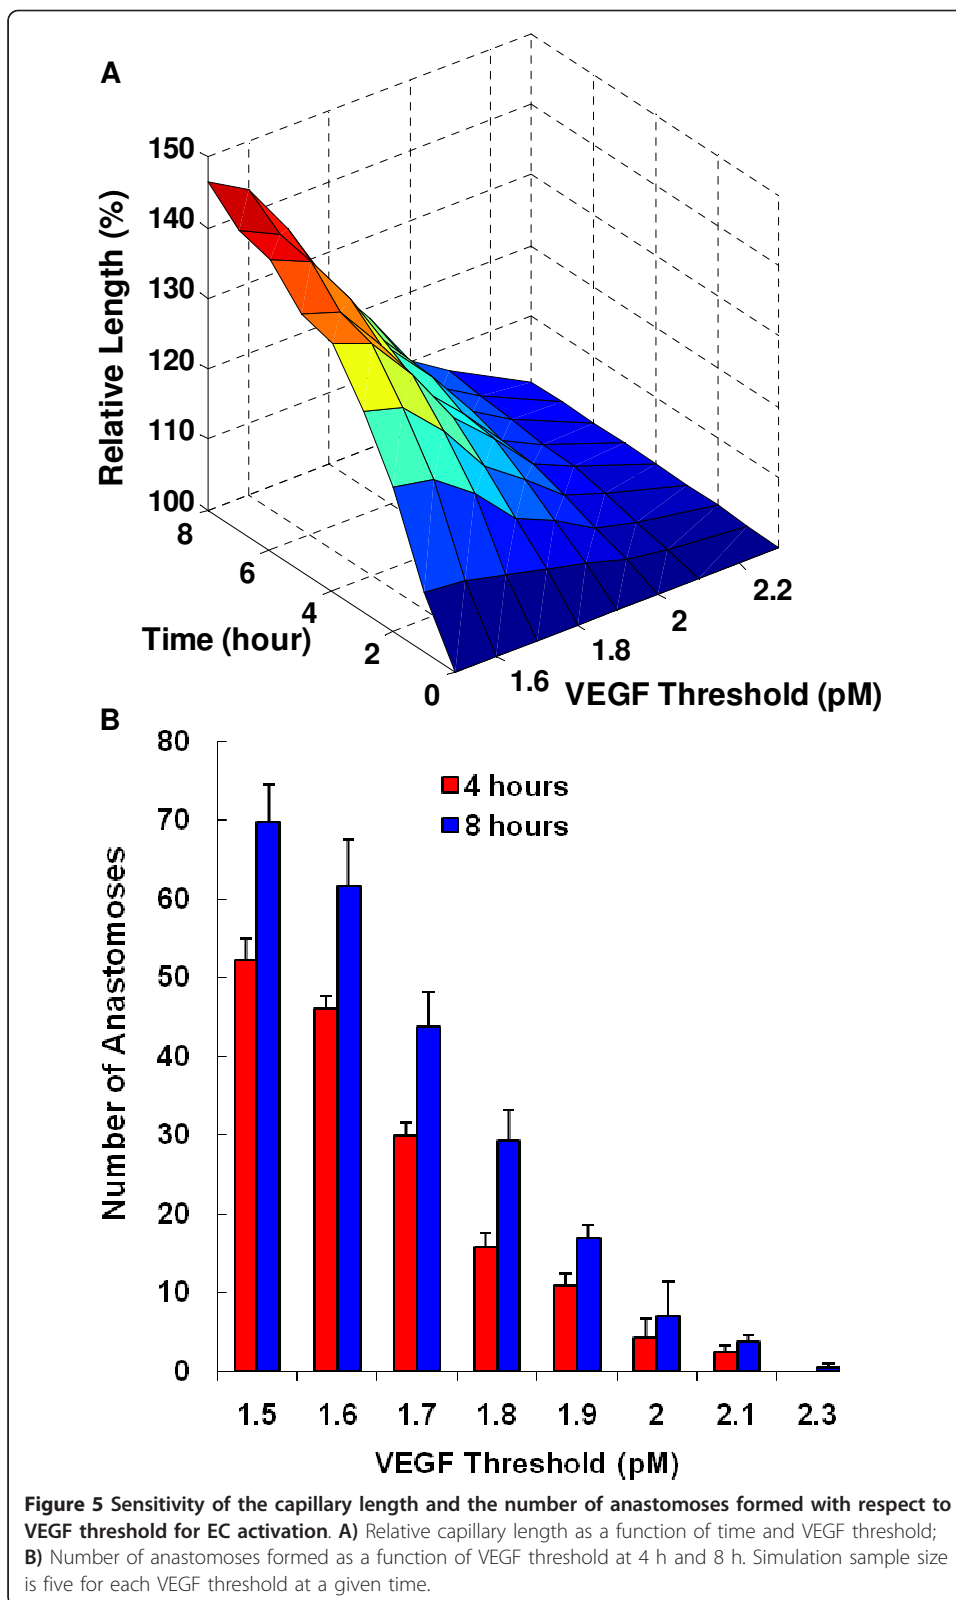 A
150
140
130
120
110
100
Relative Length (%)
8
6
4
2
0
Time (hour)
1.6
1.8
2
2.2
VEGF Threshold (pM)
B
80
70
60
50
40
30
20
10
0
Number of Anastomoses
4 hours
8 hours
1.5 1.6 1.7 1.8 1.9 2 2.1 2.3
VEGF Threshold (pM)
Figure 5 Sensitivity of the capillary length and the number of anastomoses formed with respect to
VEGF threshold for EC activation. A) Relative capillary length as a function of time and VEGF threshold;
B) Number of anastomoses formed as a function of VEGF threshold at 4 h and 8 h. Simulation sample size
is five for each VEGF threshold at a given time.